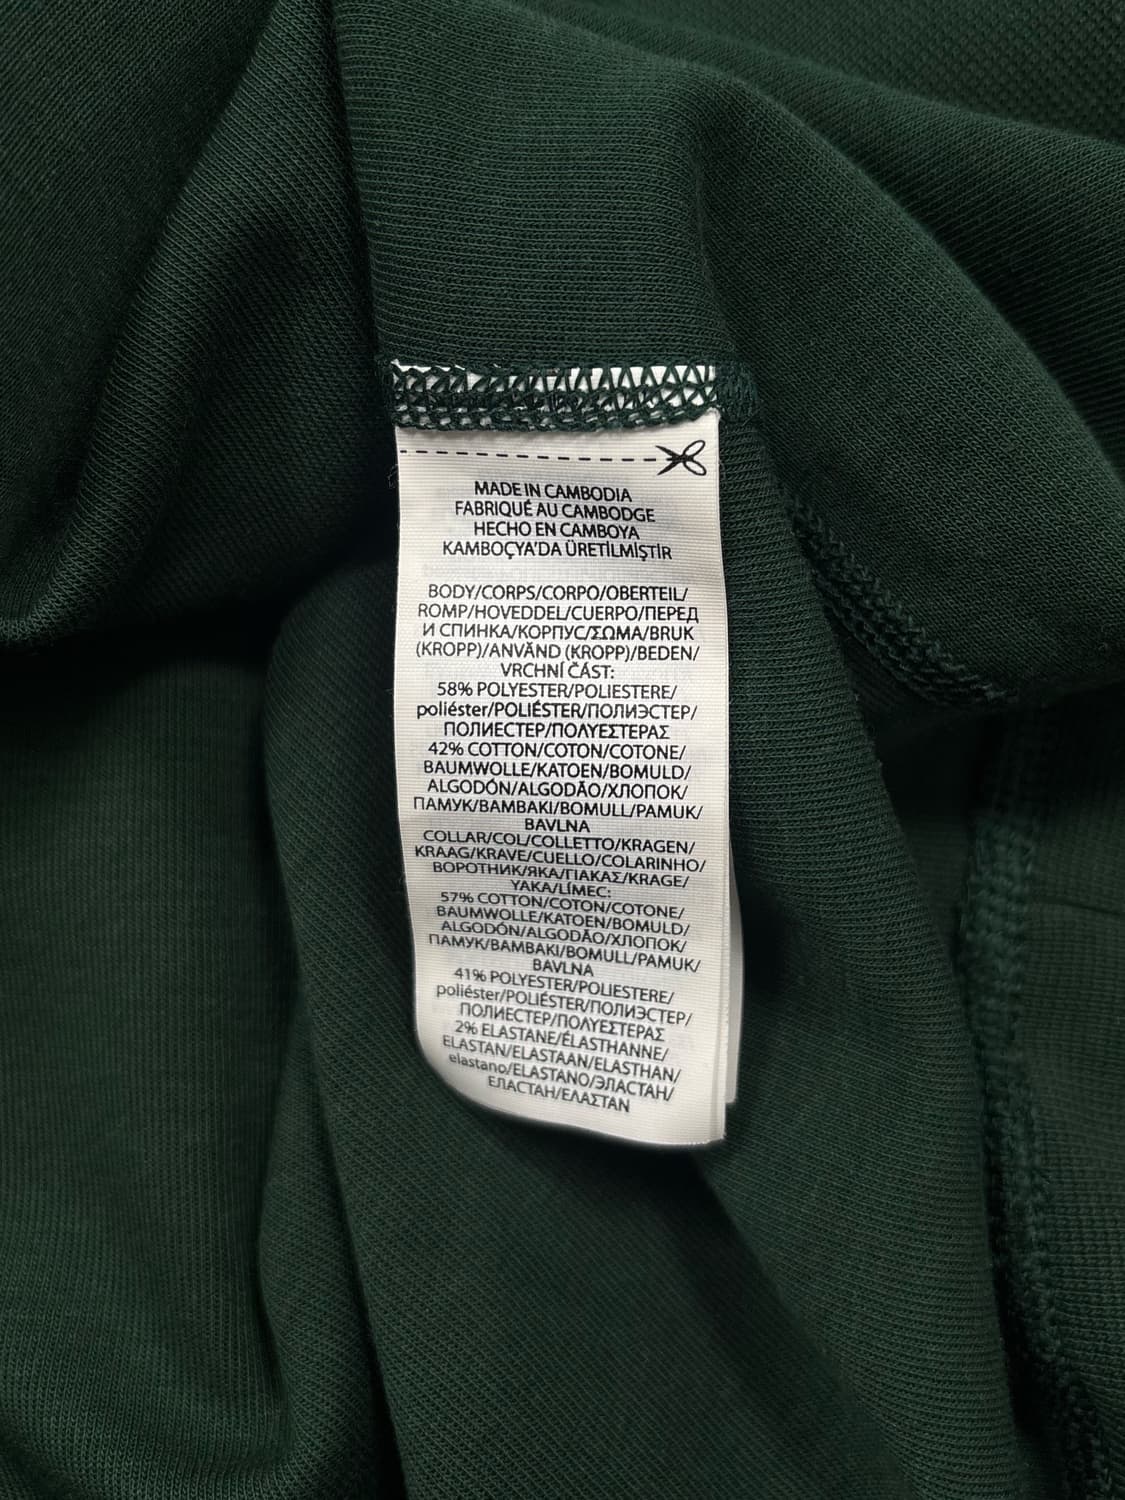 MADE IN CAMBODIA
FABRIQUÉ AU CAMBODGE
HECHO EN CAMBOYA
KAMBOÇYA'DA ÜRETİLMİŞTİR
BODY/CORPS/CORPO/OBERTEIL/
ROMP/HOVEDDEL/CUERPO/ПЕРЕД
И СПИНКА/КОРПУС/ΣΩΜΑ/BRUK
(KROPP)/ANVÄND (KROPP)/BEDEN/
VRCHNÍ ČÁST:
58% POLYESTER/POLIESTERE/
poliéster/POLIÉSTER/ПОЛИЭСТЕР/
ПОЛИЕСТЕР/ΠΟΛΥΕΣΤΕΡΑΣ
42% COTTON/COTON/COTONE/
BAUMWOLLE/KATOEN/BOMULD/
ALGODÓN/ALGODÃO/ХЛОПОК/
ПАМУК/ΒΑΜΒΑΚΙ/BOMULL/PAMUK/
BAVLNA
COLLAR/COL/COLLETTO/KRAGEN/
KRAAG/KRAVE/CUELLO/COLARINHO/
ВОРОТНИК/ЯКА/ΓΙΑΚΑΣ/KRAGE/
YAKA/LÍMEC:
57% COTTON/COTON/COTONE/
BAUMWOLLE/KATOEN/BOMULD/
ALGODÓN/ALGODÃO/ХЛОПОК/
ПАМУК/ΒΑΜΒΑΚΙ/BOMULL/PAMUK/
BAVLNA
41% POLYESTER/POLIESTERE/
poliéster/POLIÉSTER/ПОЛИЭСТЕР/
ПОЛИЕСТЕР/ΠΟΛΥΕΣΤΕΡΑΣ
2% ELASTANE/ÉLASTHANNE/
ELASTAN/ELASTAAN/ELASTHAN/
elastano/ELASTANO/ЭЛАСТАН/
ЕЛАСТАН/ΕΛΑΣΤΑΝ